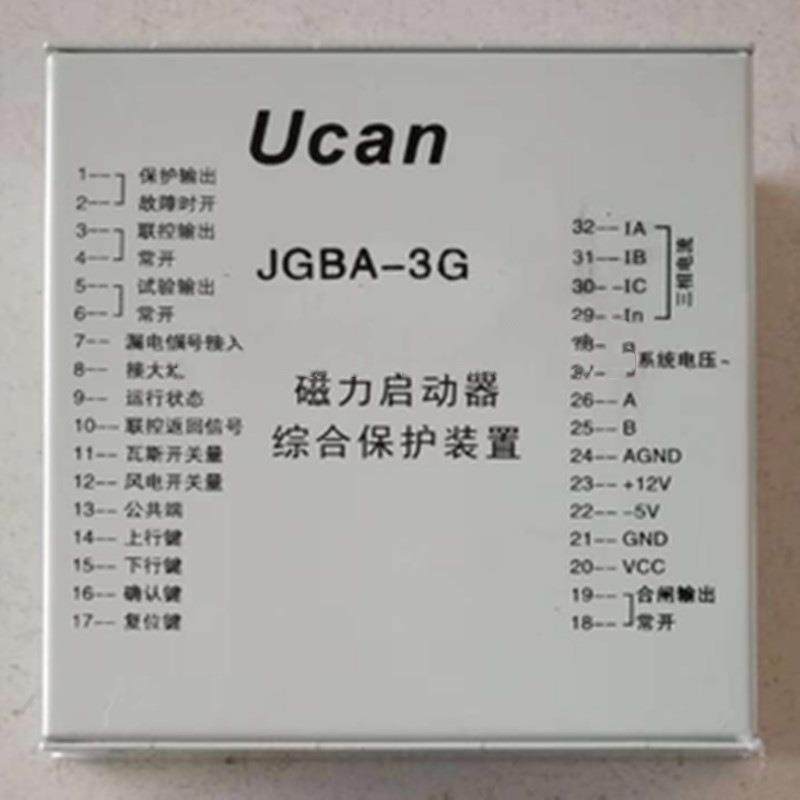 Ucan
JGBA-3G
磁力启动器
综合保护装置
1-- 保护输出
2-- 故障时开
3-- 联控输出
4-- 常开
5-- 试验输出
6-- 常开
7-- 漏电信号接入
8-- 接大
9-- 运行状态
10-- 联控返回信号
11-- 瓦斯开关量
12-- 风电开关量
13-- 公共端
14-- 上行键
15-- 下行键
16-- 确认键
17-- 复位键
32-- IA
31-- IB
30-- IC
29-- In
三相电流
系统电压~
26-- A
25-- B
24-- AGND
23-- +12V
22-- -5V
21-- GND
20-- VCC
19-- 合闸输出
18-- 常开